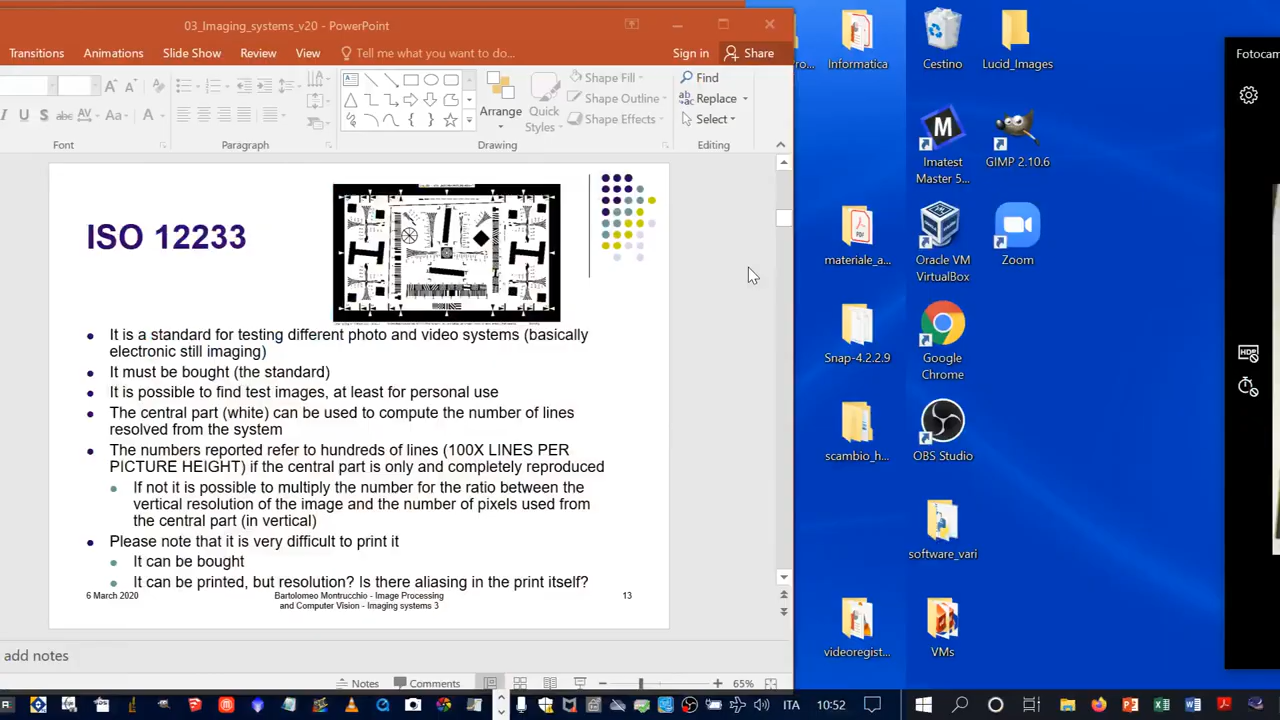 03_Imaging_systems_v20 - PowerPoint
Transitions Animations Slide Show Review View Tell me what you want to do... Sign in Share
Shape Fill
Shape Outline
Shape Effects
Arrange
Quick
Styles
Find
Replace
Select
Font Paragraph Drawing Editing
ISO 12233
It is a standard for testing different photo and video systems (basically
electronic still imaging)
It must be bought (the standard)
It is possible to find test images, at least for personal use
The central part (white) can be used to compute the number of lines
resolved from the system
The numbers reported refer to hundreds of lines (100X LINES PER
PICTURE HEIGHT) if the central part is only and completely reproduced
If not it is possible to multiply the number for the ratio between the
vertical resolution of the image and the number of pixels used from
the central part (in vertical)
Please note that it is very difficult to print it
It can be bought
It can be printed, but resolution? Is there aliasing in the print itself?
6 March 2020
Bartolomeo Montrucchio - Image Processing
and Computer Vision - Imaging systems 3
13
add notes
Notes Comments 65%
ITA 10:52
ro...
Informatica
Cestino
Lucid_Images
Imatest
Master 5...
GIMP 2.10.6
materiale_a...
Oracle VM
VirtualBox
Zoom
Snap-4.2.2.9
Google
Chrome
scambio_h...
OBS Studio
software_vari
videoregist...
VMs
Fotocam